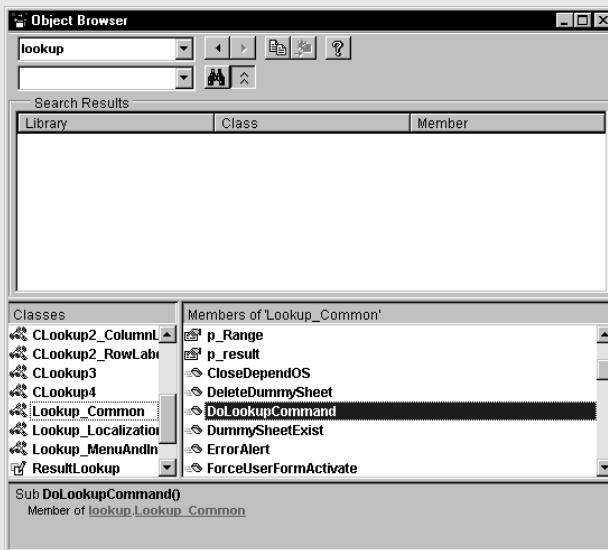 Object Browser
lookup
Search Results
Library Class Member
Classes
CLookup2_ColumnL
CLookup2_RowLab
CLookup3
CLookup4
Lookup_Common
Lookup_Localization
Lookup_MenuAndIn
ResultLookup
Members of 'Lookup_Common'
p_Range
p_result
CloseDependOS
DeleteDummySheet
DoLookupCommand
DummySheetExist
ErrorAlert
ForceUserFormActivate
Sub DoLookupCommand()
Member of lookup.Lookup_Common